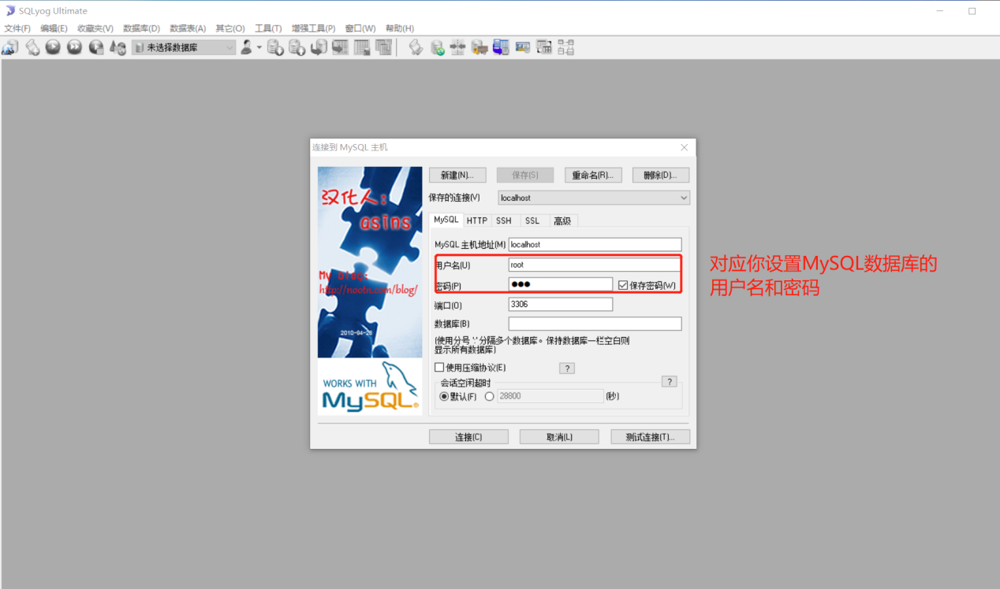 SQLyog Ultimate
文件(F) 编辑(E) 收藏夹(V) 数据库(D) 数据表(A) 其它(O) 工具(T) 增强工具(P) 窗口(W) 帮助(H)
未选择数据库
连接到 MySQL 主机
新建(N)... 保存(S) 重命名(R)... 删除(D)...
保存的连接(V) localhost
MySQL HTTP SSH SSL 高级
MySQL 主机地址(M) localhost
用户名(U) root
密码(P) ●●● 保存密码(W)
端口(O) 3306
数据库(B)
(使用分号 ';' 分隔多个数据库。保持数据库一栏空白则
显示所有数据库)
使用压缩协议(E) ?
会话空闲超时 ?
默认(F) 28800 (秒)
连接(C) 取消(L) 测试连接(T)...
汉化人:
asins
My blog:
http://nootn.com/blog/
2010-04-26
WORKS WITH
MySQL®
对应你设置MySQL数据库的
用户名和密码